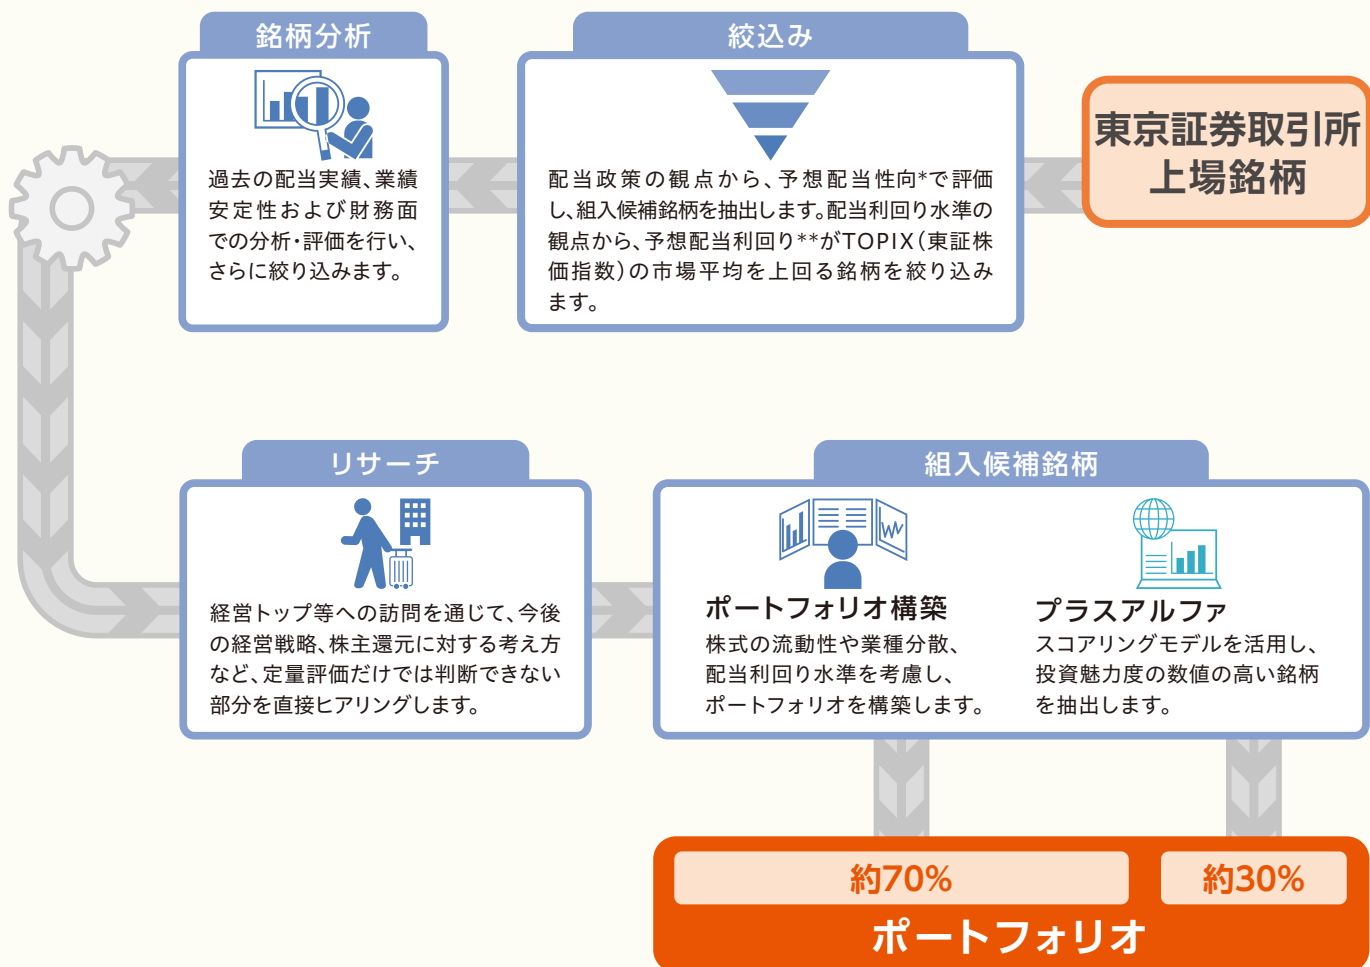 東京証券取引所
上場銘柄
絞込み
配当政策の観点から、予想配当性向*で評価
し、組入候補銘柄を抽出します。配当利回り水準の
観点から、予想配当利回り**がTOPIX(東証株
価指数)の市場平均を上回る銘柄を絞り込み
ます。
銘柄分析
過去の配当実績、業績
安定性および財務面
での分析・評価を行い、
さらに絞り込みます。
リサーチ
経営トップ等への訪問を通じて、今後
の経営戦略、株主還元に対する考え方
など、定量評価だけでは判断できない
部分を直接ヒアリングします。
組入候補銘柄
ポートフォリオ構築
株式の流動性や業種分散、
配当利回り水準を考慮し、
ポートフォリオを構築します。
プラスアルファ
スコアリングモデルを活用し、
投資魅力度の数値の高い銘柄
を抽出します。
約70%
約30%
ポートフォリオ